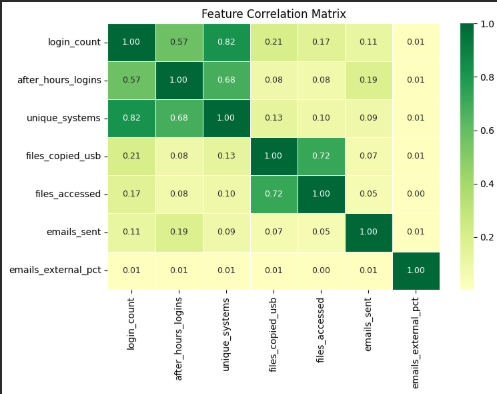 Feature Correlation Matrix
login_count 1.00 0.57 0.82 0.21 0.17 0.11 0.01
after_hours_logins 0.57 1.00 0.68 0.08 0.08 0.19 0.01
unique_systems 0.82 0.68 1.00 0.13 0.10 0.09 0.01
files_copied_usb 0.21 0.08 0.13 1.00 0.72 0.07 0.01
files_accessed 0.17 0.08 0.10 0.72 1.00 0.05 0.00
emails_sent 0.11 0.19 0.09 0.07 0.05 1.00 0.01
emails_external_pct 0.01 0.01 0.01 0.01 0.00 0.01 1.00
login_count
after_hours_logins
unique_systems
files_copied_usb
files_accessed
emails_sent
emails_external_pct
1.0
0.8
0.6
0.4
0.2